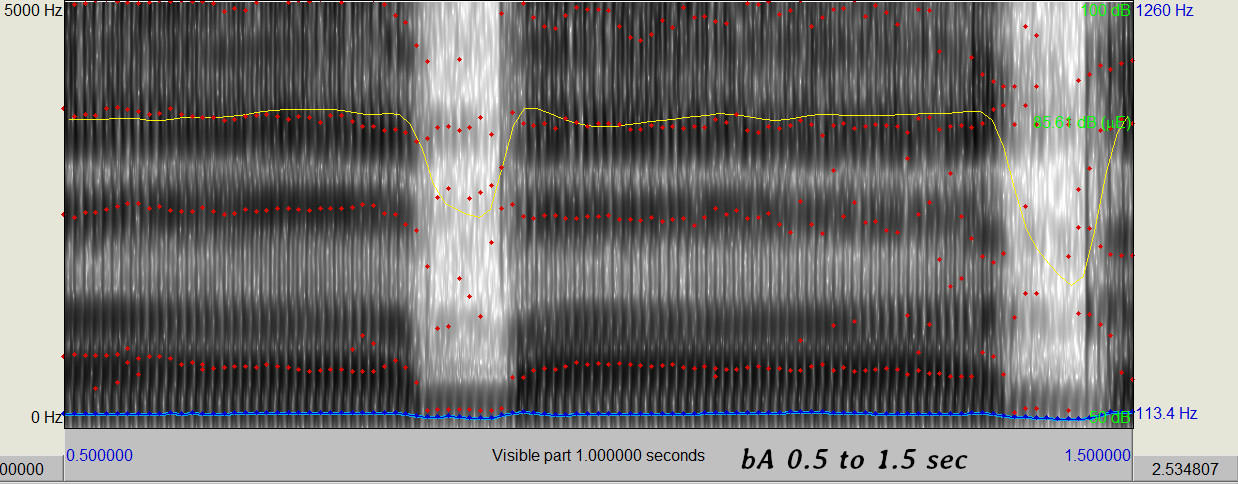 5000 Hz
100 dB
1260 Hz
85.61 dB (µE)
0 Hz
50 dB
113.4 Hz
0.500000
Visible part 1.000000 seconds
bA 0.5 to 1.5 sec
1.500000
00000
2.534807